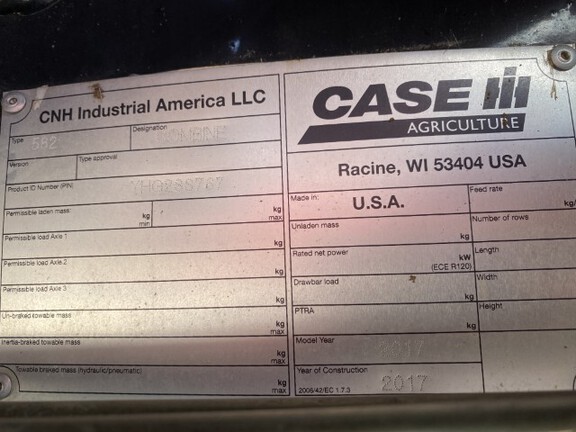 CNH Industrial America LLC
Type
562
Designation
COMBINE
Version
Type approval
Product ID Number (PIN)
Permissible laden mass
kg min
kg max
Permissible load Axle 1
kg
Permissible load Axle 2
kg
Permissible load Axle 3
kg
Un-braked towable mass
kg max
Inertia-braked towable mass
kg max
Towable braked mass (hydraulic/pneumatic)
kg max
CASE IH
AGRICULTURE
Racine, WI 53404 USA
Made in:
U.S.A.
Feed rate
kg/
Unladen mass
kg
Number of rows
Rated net power
kW
(ECE R120)
Length
Drawbar load
kg
Width
PTRA
kg
Height
Model Year
2017
Year of Construction
2006/42/EC 1.7.3
2017